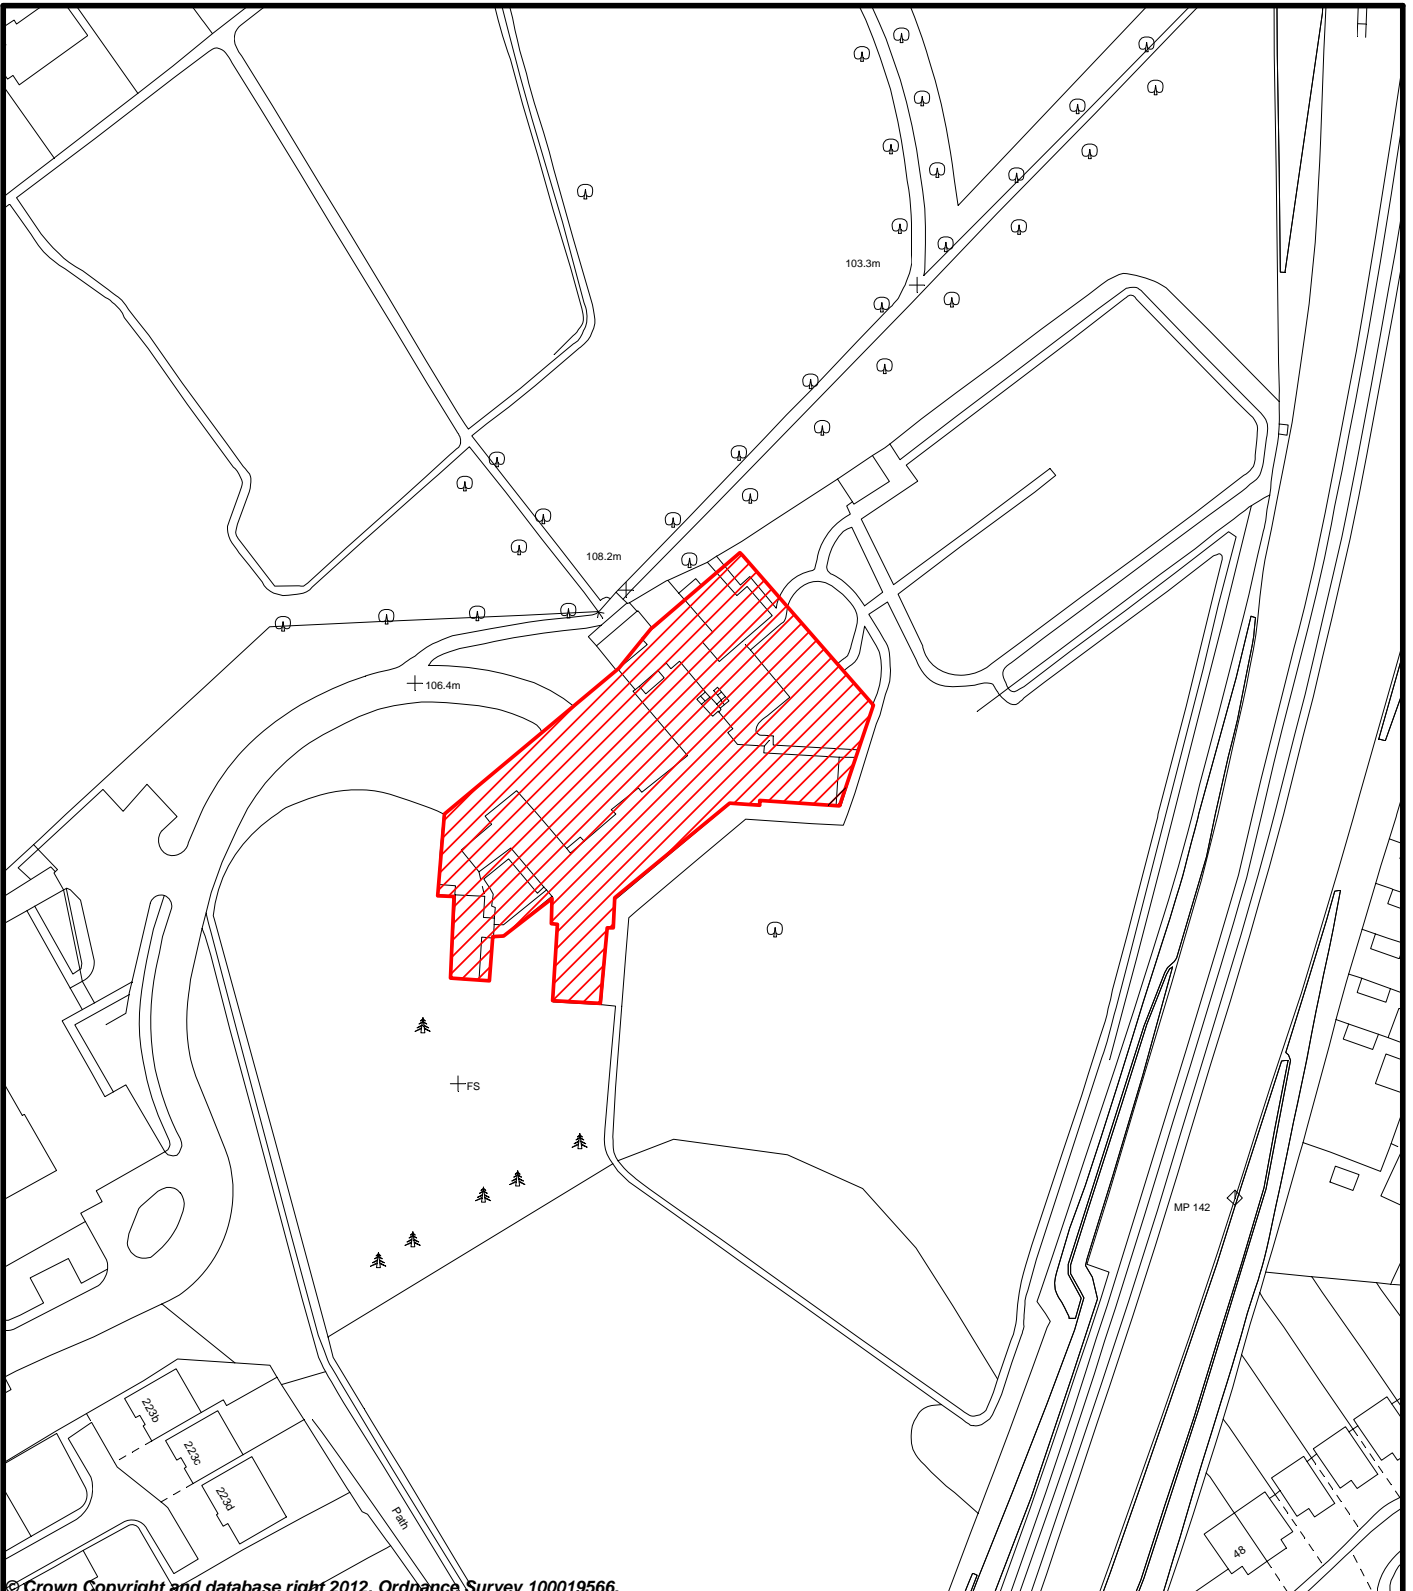 103.3m
108.2m
106.4m
FS
MP 142
223b
223c
223d
Path
48
© Crown Copyright and database right 2012. Ordnance Survey 100019566.